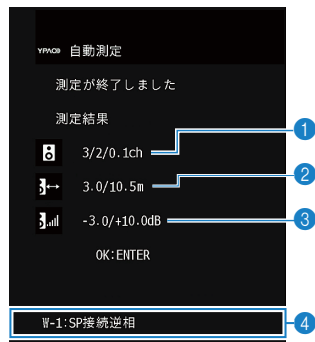 YPAO 自動測定
測定が終了しました
測定結果
3/2/0.1ch
1
3.0/10.5m
2
-3.0/+10.0dB
3
OK:ENTER
W-1:SP接続逆相
4